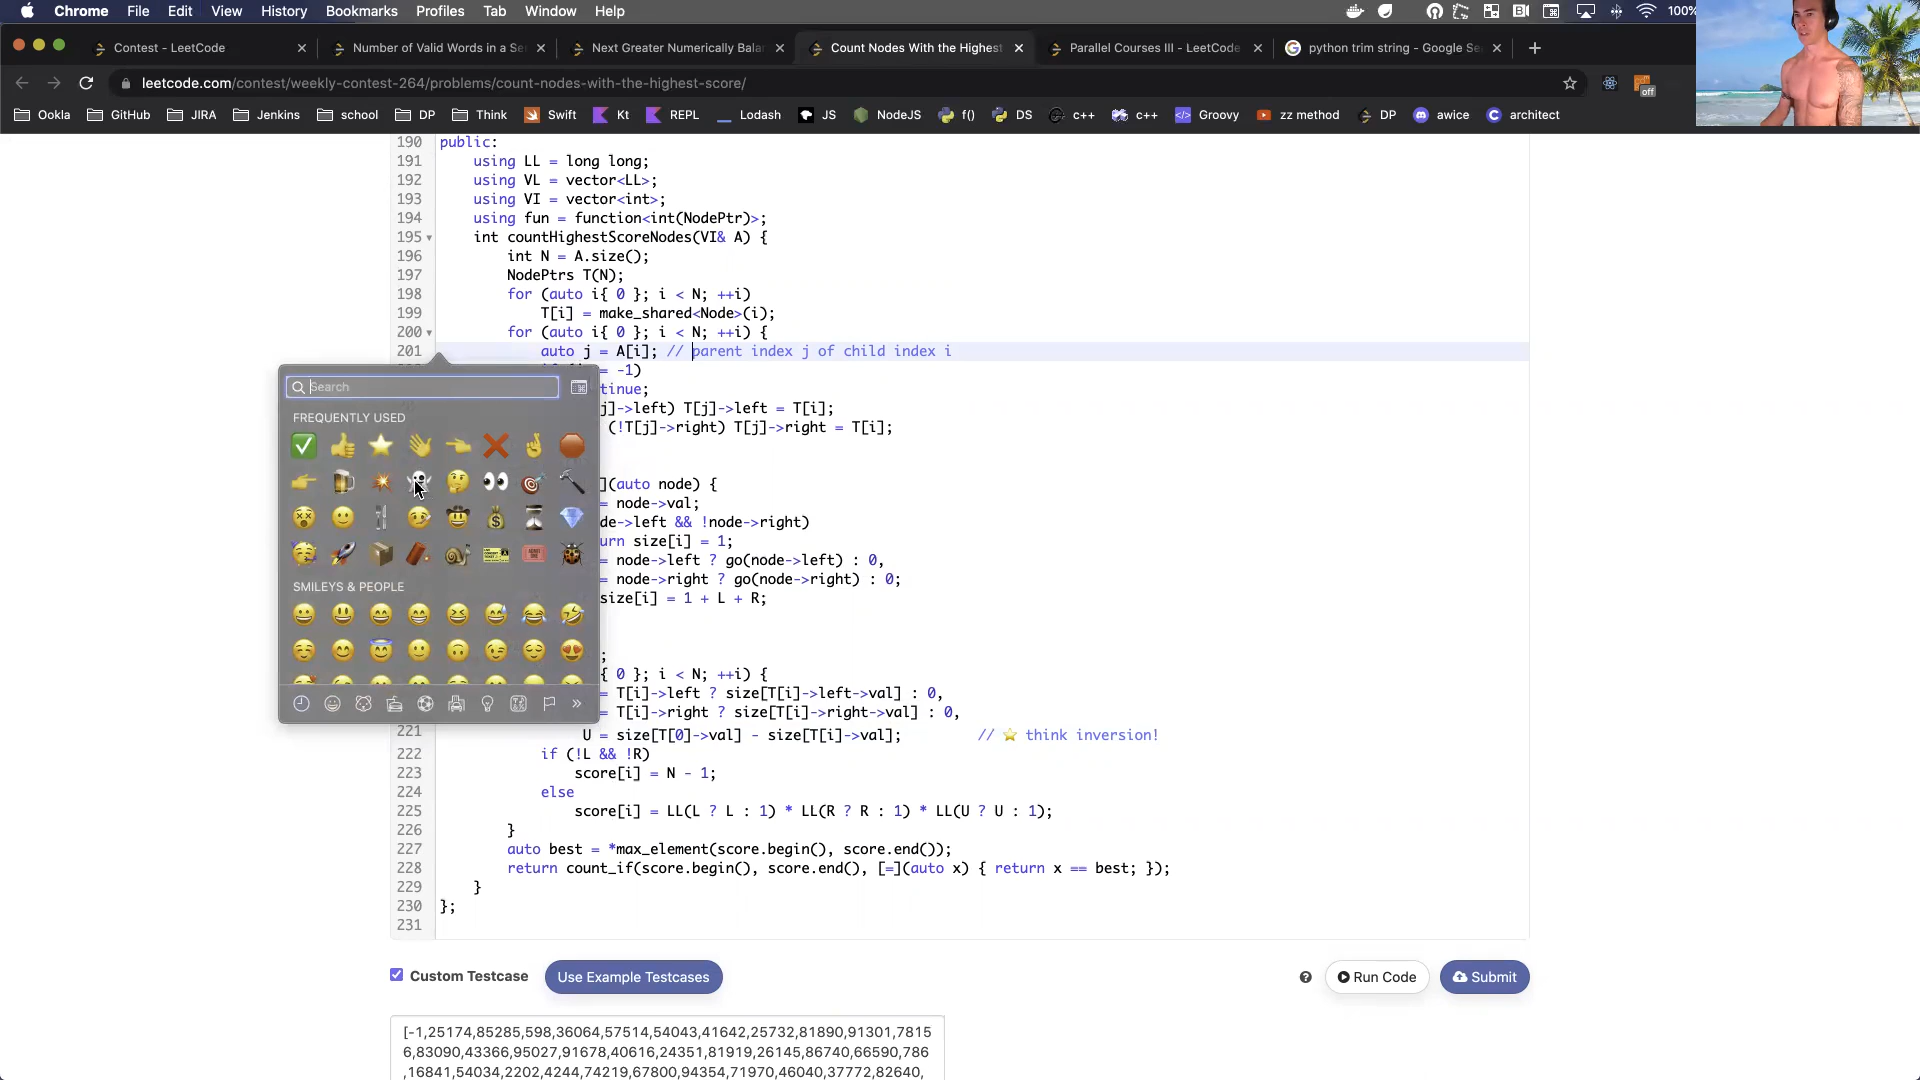 Chrome File Edit View History Bookmarks Profiles Tab Window Help 100%
Contest - LeetCode Number of Valid Words in a Se Next Greater Numerically Bala Count Nodes With the Highest Parallel Courses III - LeetCode python trim string - Google Se
leetcode.com/contest/weekly-contest-264/problems/count-nodes-with-the-highest-score/ off
Ookla GitHub JIRA Jenkins school DP Think Swift Kt REPL Lodash JS NodeJS f() DS c++ c++ Groovy zz method DP awice architect
190 public:
191 using LL = long long;
192 using VL = vector<LL>;
193 using VI = vector<int>;
194 using fun = function<int(NodePtr)>;
195 int countHighestScoreNodes(VI& A) {
196 int N = A.size();
197 NodePtrs T(N);
198 for (auto i{ 0 }; i < N; ++i)
199 T[i] = make_shared<Node>(i);
200 for (auto i{ 0 }; i < N; ++i) {
201 auto j = A[i]; // parent index j of child index i
= -1)
Search tinue;
j]->left) T[j]->left = T[i];
FREQUENTLY USED
(!T[j]->right) T[j]->right = T[i];
](auto node) {
= node->val;
de->left && !node->right)
urn size[i] = 1;
= node->left ? go(node->left) : 0,
= node->right ? go(node->right) : 0;
SMILEYS & PEOPLE
size[i] = 1 + L + R;
;
{ 0 }; i < N; ++i) {
= T[i]->left ? size[T[i]->left->val] : 0,
= T[i]->right ? size[T[i]->right->val] : 0,
221 U = size[T[0]->val] - size[T[i]->val]; // ⭐ think inversion!
222 if (!L && !R)
223 score[i] = N - 1;
224 else
225 score[i] = LL(L ? L : 1) * LL(R ? R : 1) * LL(U ? U : 1);
226 }
227 auto best = *max_element(score.begin(), score.end());
228 return count_if(score.begin(), score.end(), [=](auto x) { return x == best; });
229 }
230 };
231
Custom Testcase Use Example Testcases ? Run Code Submit
[-1,25174,85285,598,36064,57514,54043,41642,25732,81890,91301,7815
6,83090,43366,95027,91678,40616,24351,81919,26145,86740,66590,786
,16841,54034,2202,4244,74219,67800,94354,71970,46040,37772,82640,